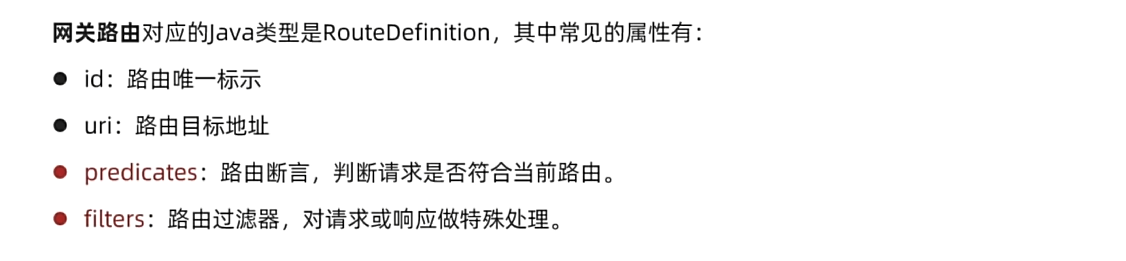 网关路由对应的Java类型是RouteDefinition，其中常见的属性有：
● id：路由唯一标示
● uri：路由目标地址
● predicates：路由断言，判断请求是否符合当前路由。
● filters：路由过滤器，对请求或响应做特殊处理。